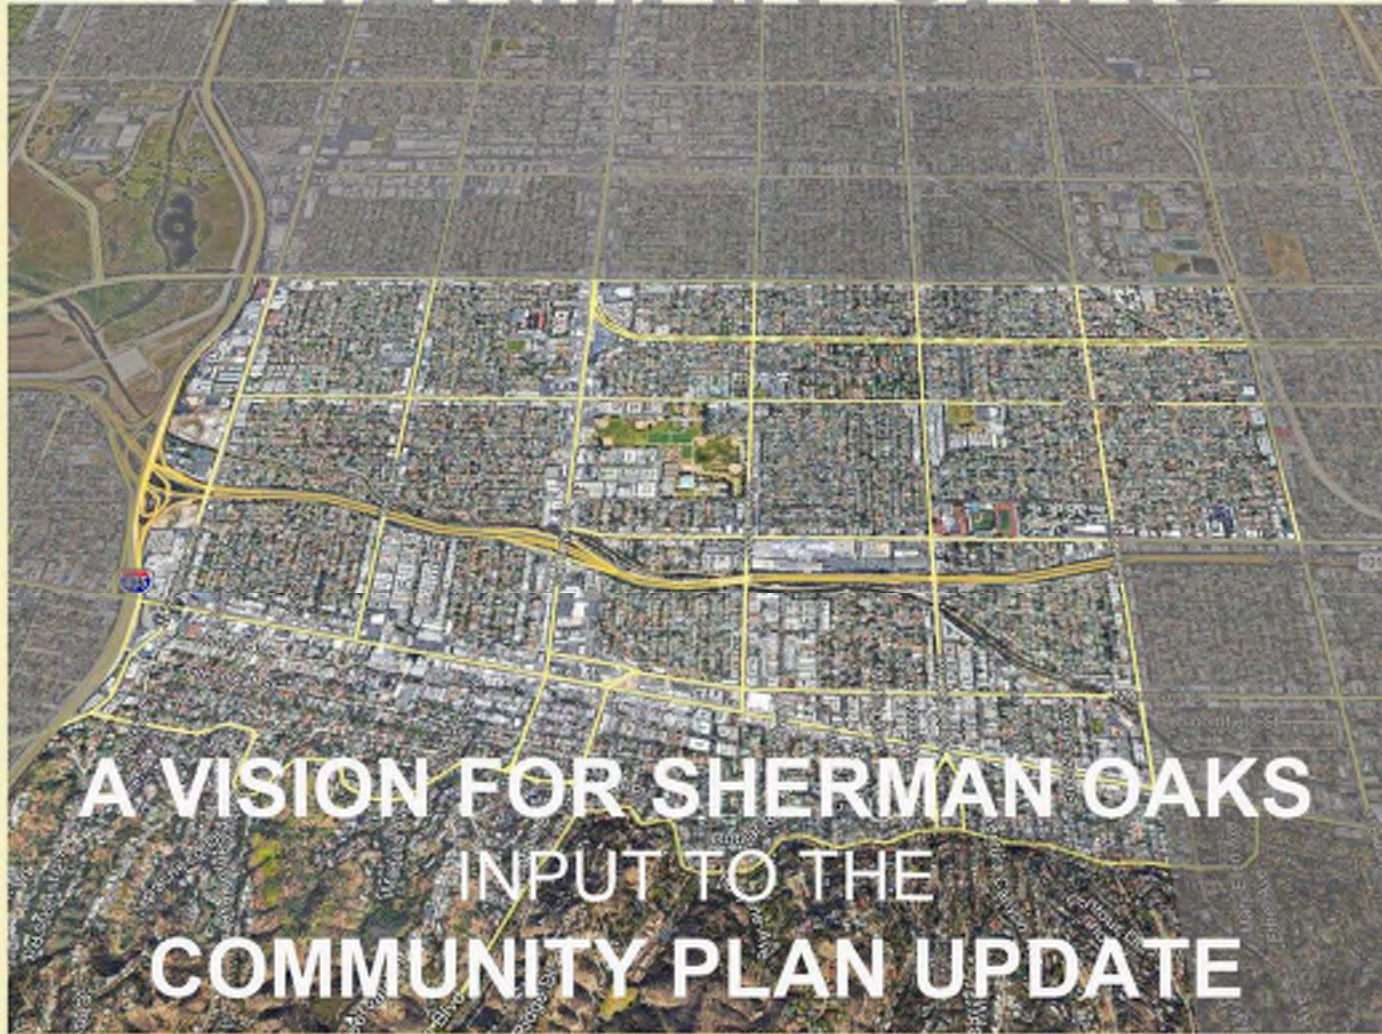 A VISION FOR SHERMAN OAKS
INPUT TO THE
COMMUNITY PLAN UPDATE